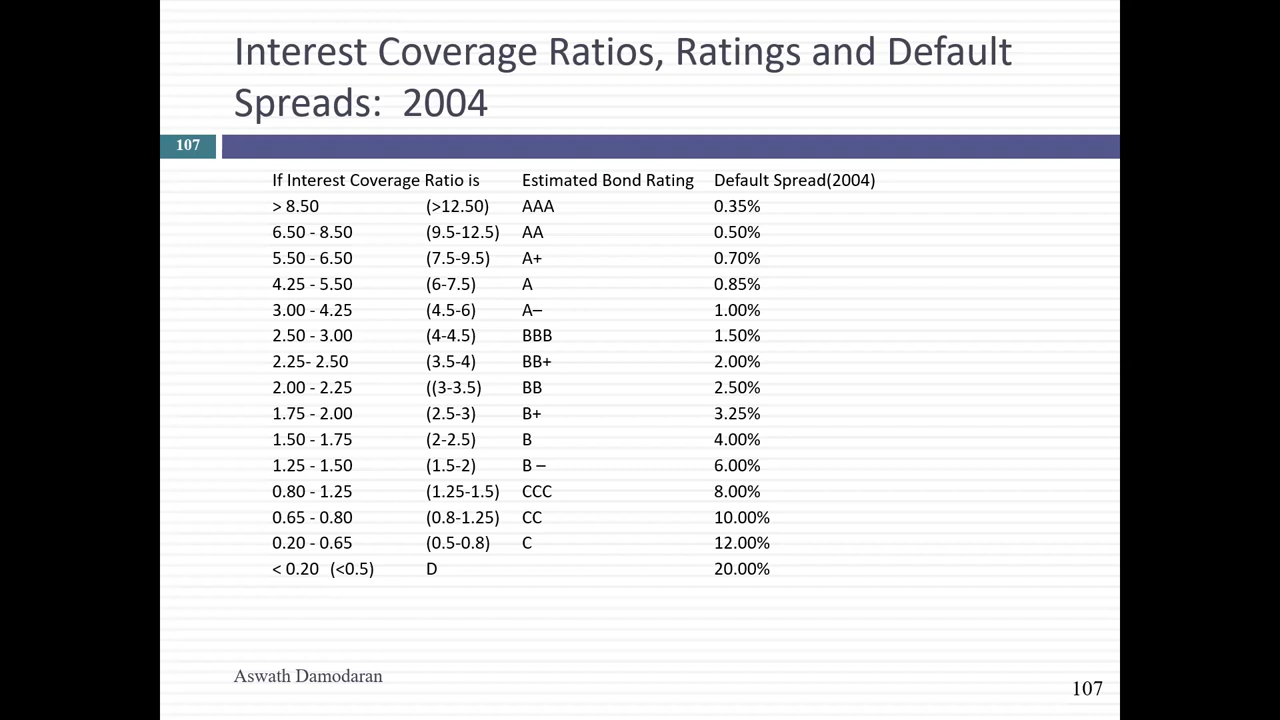 Interest Coverage Ratios, Ratings and Default
Spreads: 2004
107
If Interest Coverage Ratio is Estimated Bond Rating Default Spread(2004)
> 8.50 (>12.50) AAA 0.35%
6.50 - 8.50 (9.5-12.5) AA 0.50%
5.50 - 6.50 (7.5-9.5) A+ 0.70%
4.25 - 5.50 (6-7.5) A 0.85%
3.00 - 4.25 (4.5-6) A– 1.00%
2.50 - 3.00 (4-4.5) BBB 1.50%
2.25- 2.50 (3.5-4) BB+ 2.00%
2.00 - 2.25 ((3-3.5) BB 2.50%
1.75 - 2.00 (2.5-3) B+ 3.25%
1.50 - 1.75 (2-2.5) B 4.00%
1.25 - 1.50 (1.5-2) B – 6.00%
0.80 - 1.25 (1.25-1.5) CCC 8.00%
0.65 - 0.80 (0.8-1.25) CC 10.00%
0.20 - 0.65 (0.5-0.8) C 12.00%
< 0.20 (<0.5) D 20.00%
Aswath Damodaran
107